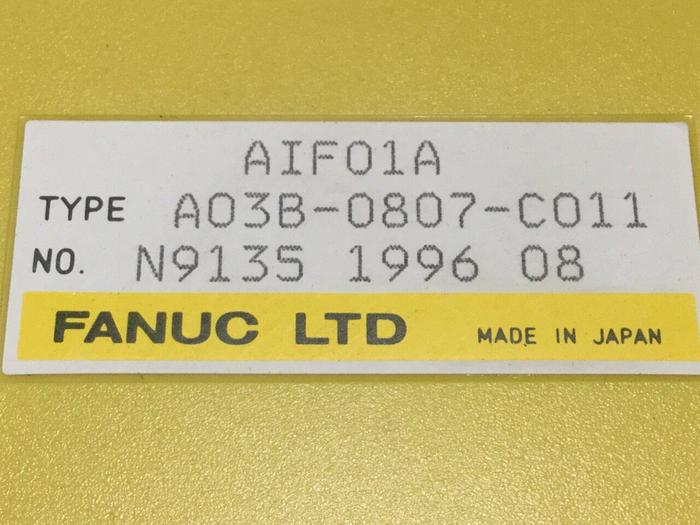 AIF01A
TYPE A03B-0807-C011
NO. N9135 1996 08
FANUC LTD MADE IN JAPAN